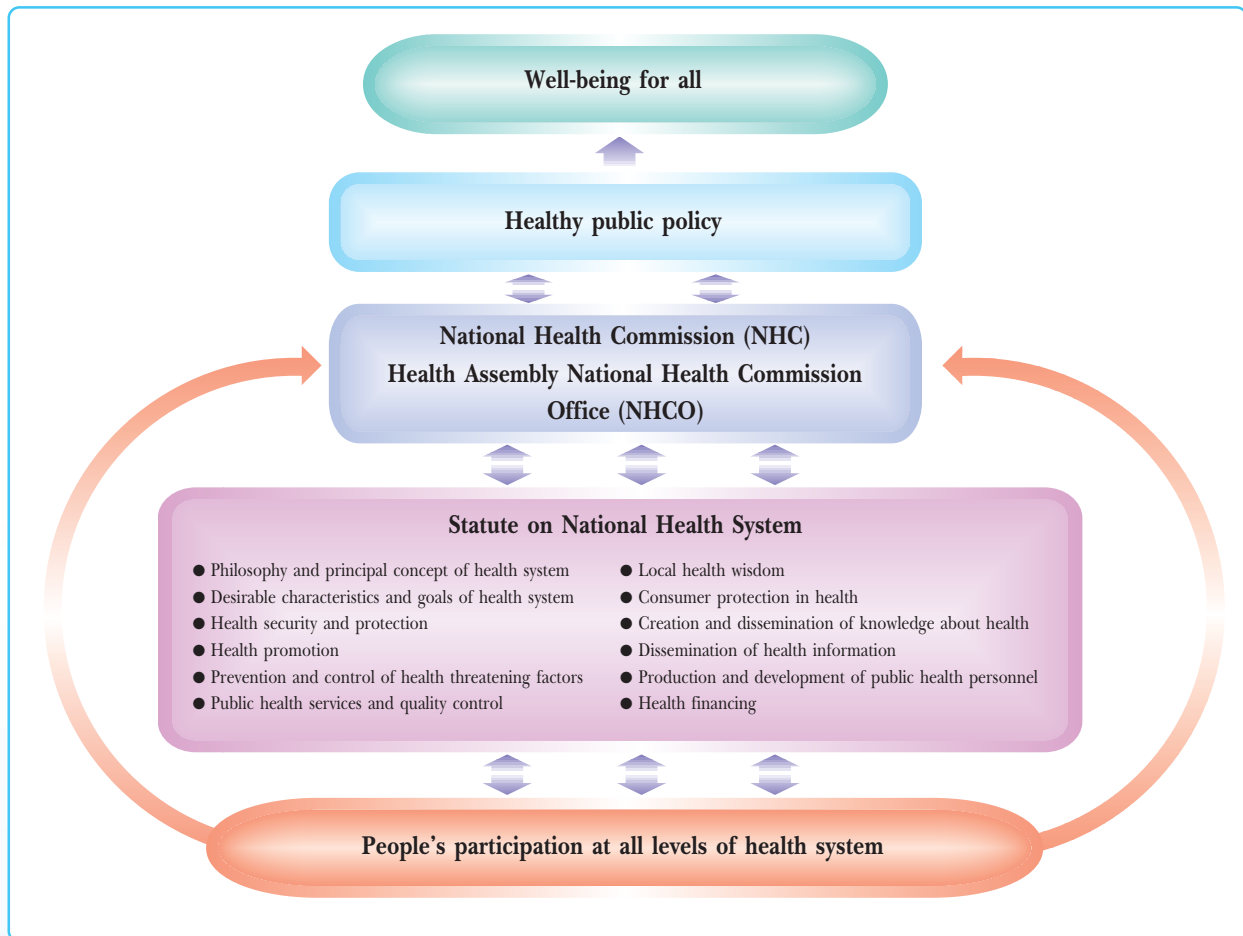 Well-being for all
Healthy public policy
National Health Commission (NHC)
Health Assembly National Health Commission
Office (NHCO)
Statute on National Health System
● Philosophy and principal concept of health system
● Desirable characteristics and goals of health system
● Health security and protection
● Health promotion
● Prevention and control of health threatening factors
● Public health services and quality control
● Local health wisdom
● Consumer protection in health
● Creation and dissemination of knowledge about health
● Dissemination of health information
● Production and development of public health personnel
● Health financing
People’s participation at all levels of health system